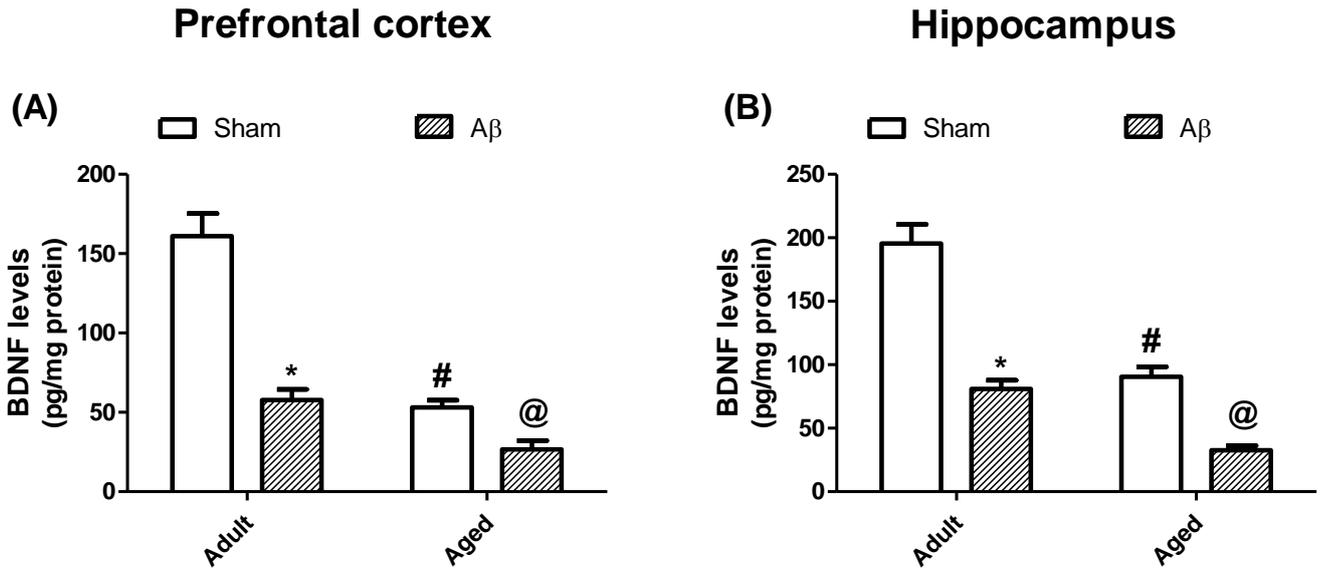 Prefrontal cortex
Hippocampus
(A)
Sham
Aβ
BDNF levels
(pg/mg protein)
200
150
100
50
0
*
#
@
Adult
Aged
(B)
Sham
Aβ
BDNF levels
(pg/mg protein)
250
200
150
100
50
0
*
#
@
Adult
Aged